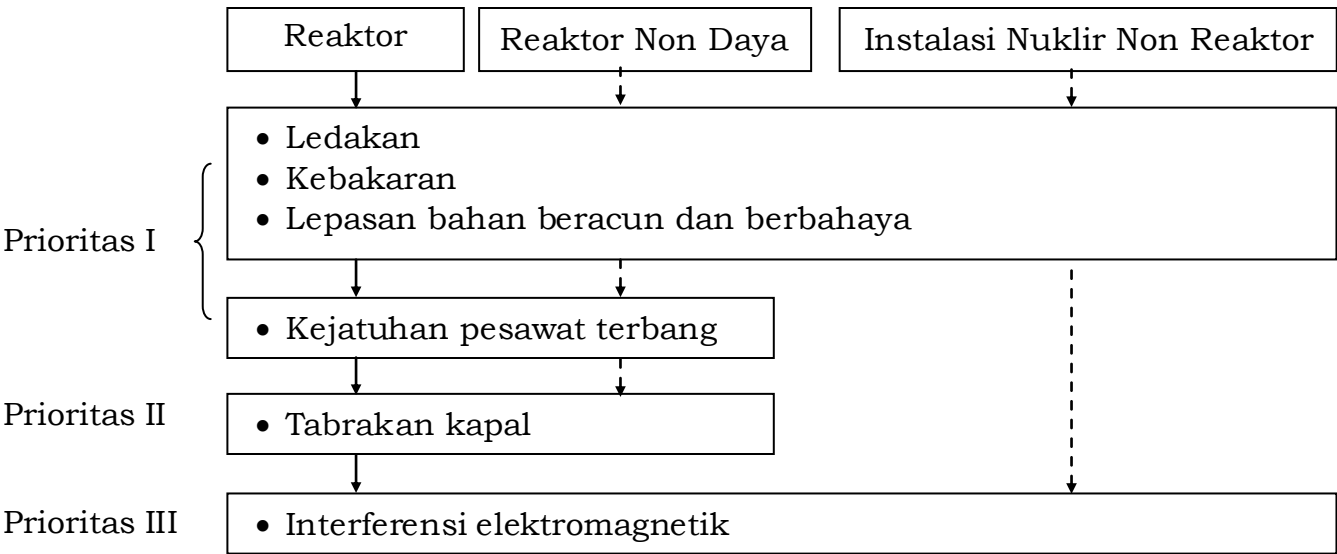 Reaktor
Reaktor Non Daya
Instalasi Nuklir Non Reaktor
Prioritas I
• Ledakan
• Kebakaran
• Lepasan bahan beracun dan berbahaya
• Kejatuhan pesawat terbang
Prioritas II
• Tabrakan kapal
Prioritas III
• Interferensi elektromagnetik